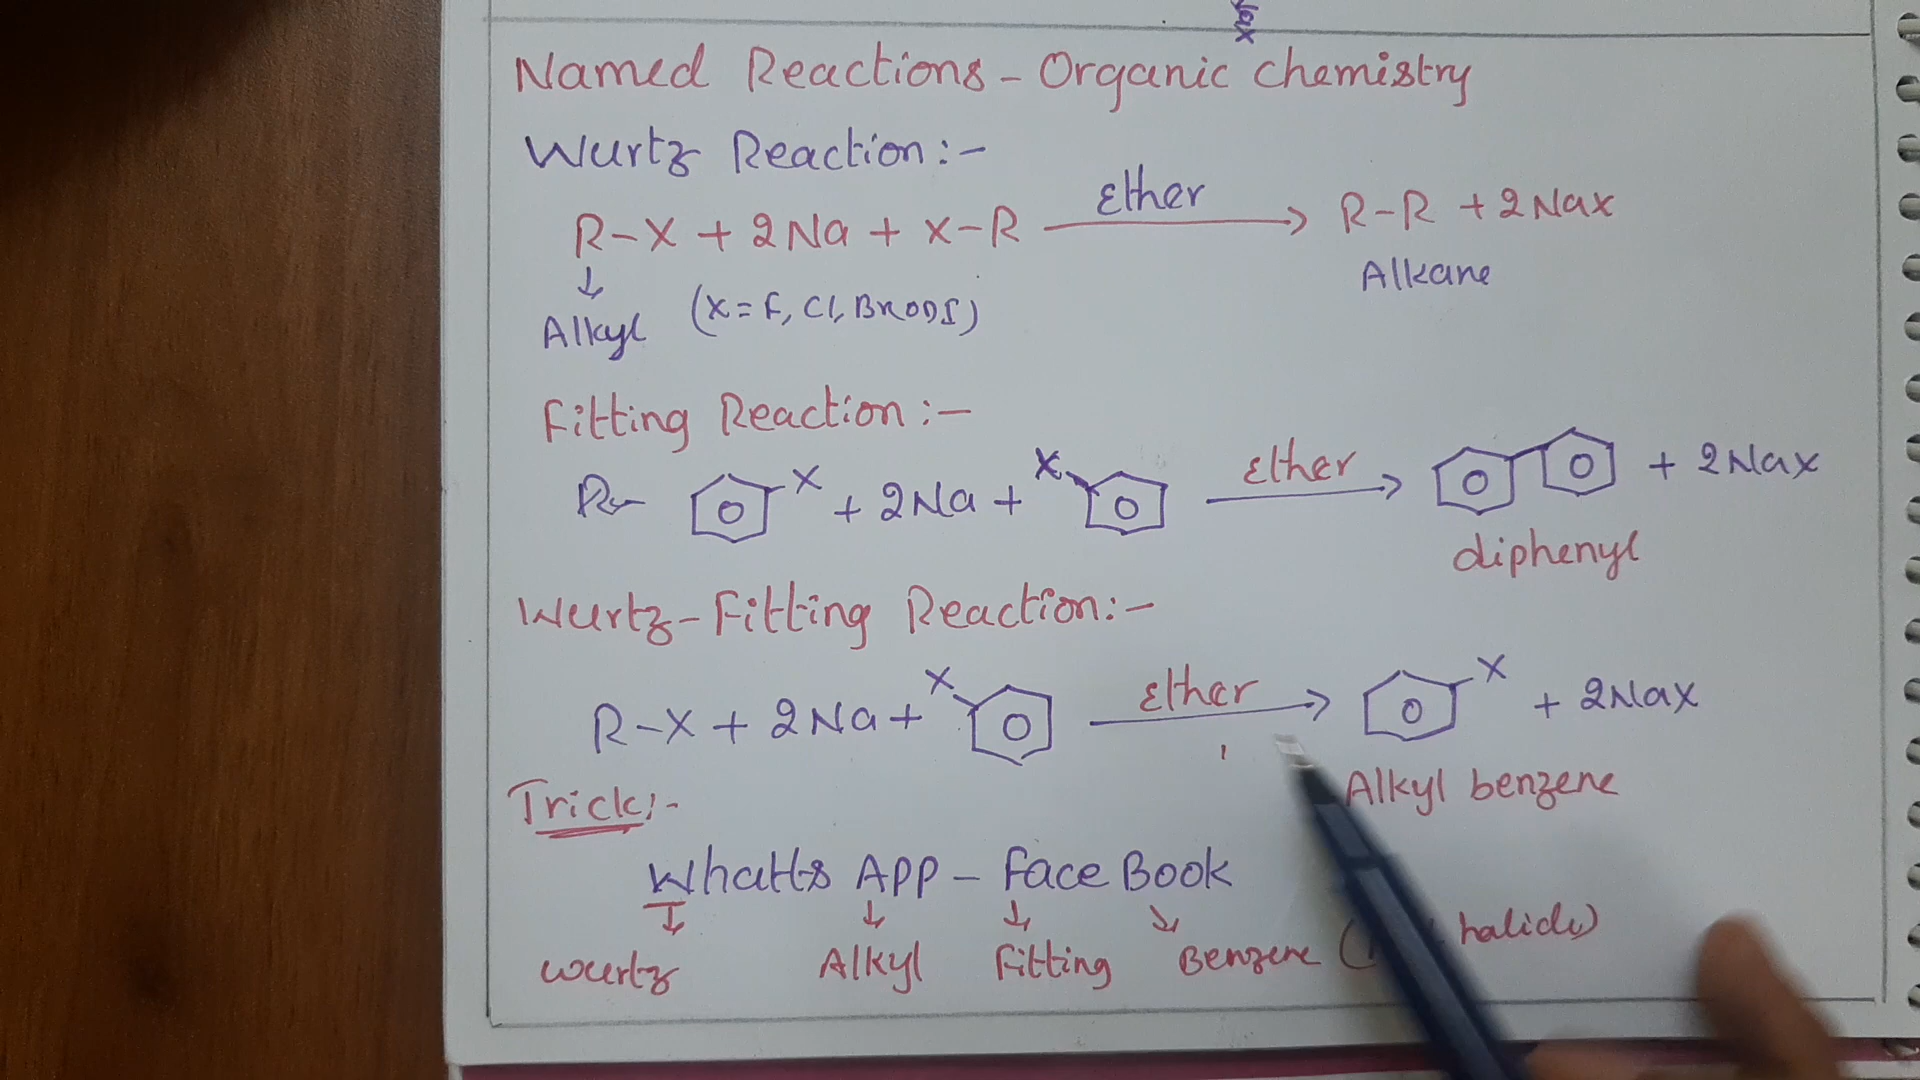 Nax
Named Reactions - Organic chemistry
Wurtz Reaction:-
R-X + 2Na + X-R Ether → R-R + 2Nax
↓ Alkane
Alkyl (X = F, Cl, Br or I)
Fitting Reaction:-
R- X + 2Na + X Ether → + 2Nax
diphenyl
Wurtz-Fitting Reaction:-
R-X + 2Na + X Ether → X + 2Nax
Alkyl benzene
Trick:-
Whatts App - Face Book
↓ ↓ ↓ ↘
Wurtz Alkyl Fitting Benzene ( halide)